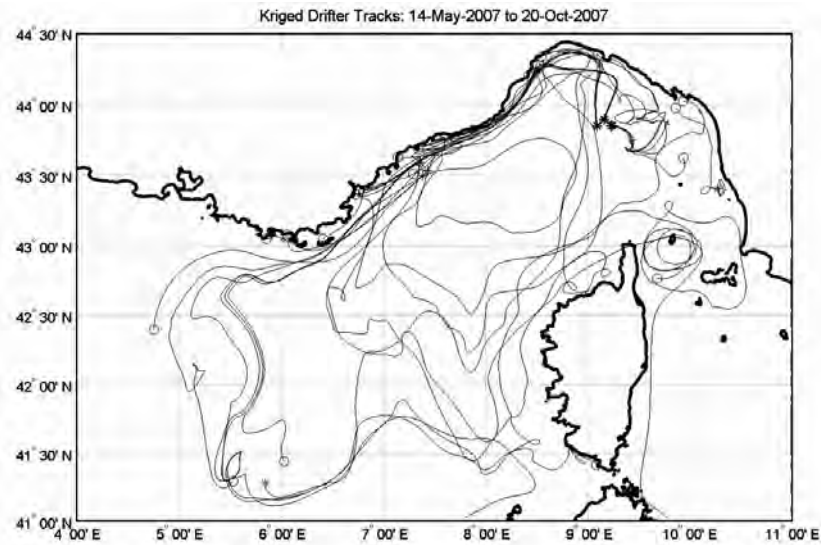 Kriged Drifter Tracks: 14-May-2007 to 20-Oct-2007
44° 30' N
44° 00' N
43° 30' N
43° 00' N
42° 30' N
42° 00' N
41° 30' N
41° 00' N
4° 00' E 5° 00' E 6° 00' E 7° 00' E 8° 00' E 9° 00' E 10° 00' E 11° 00' E